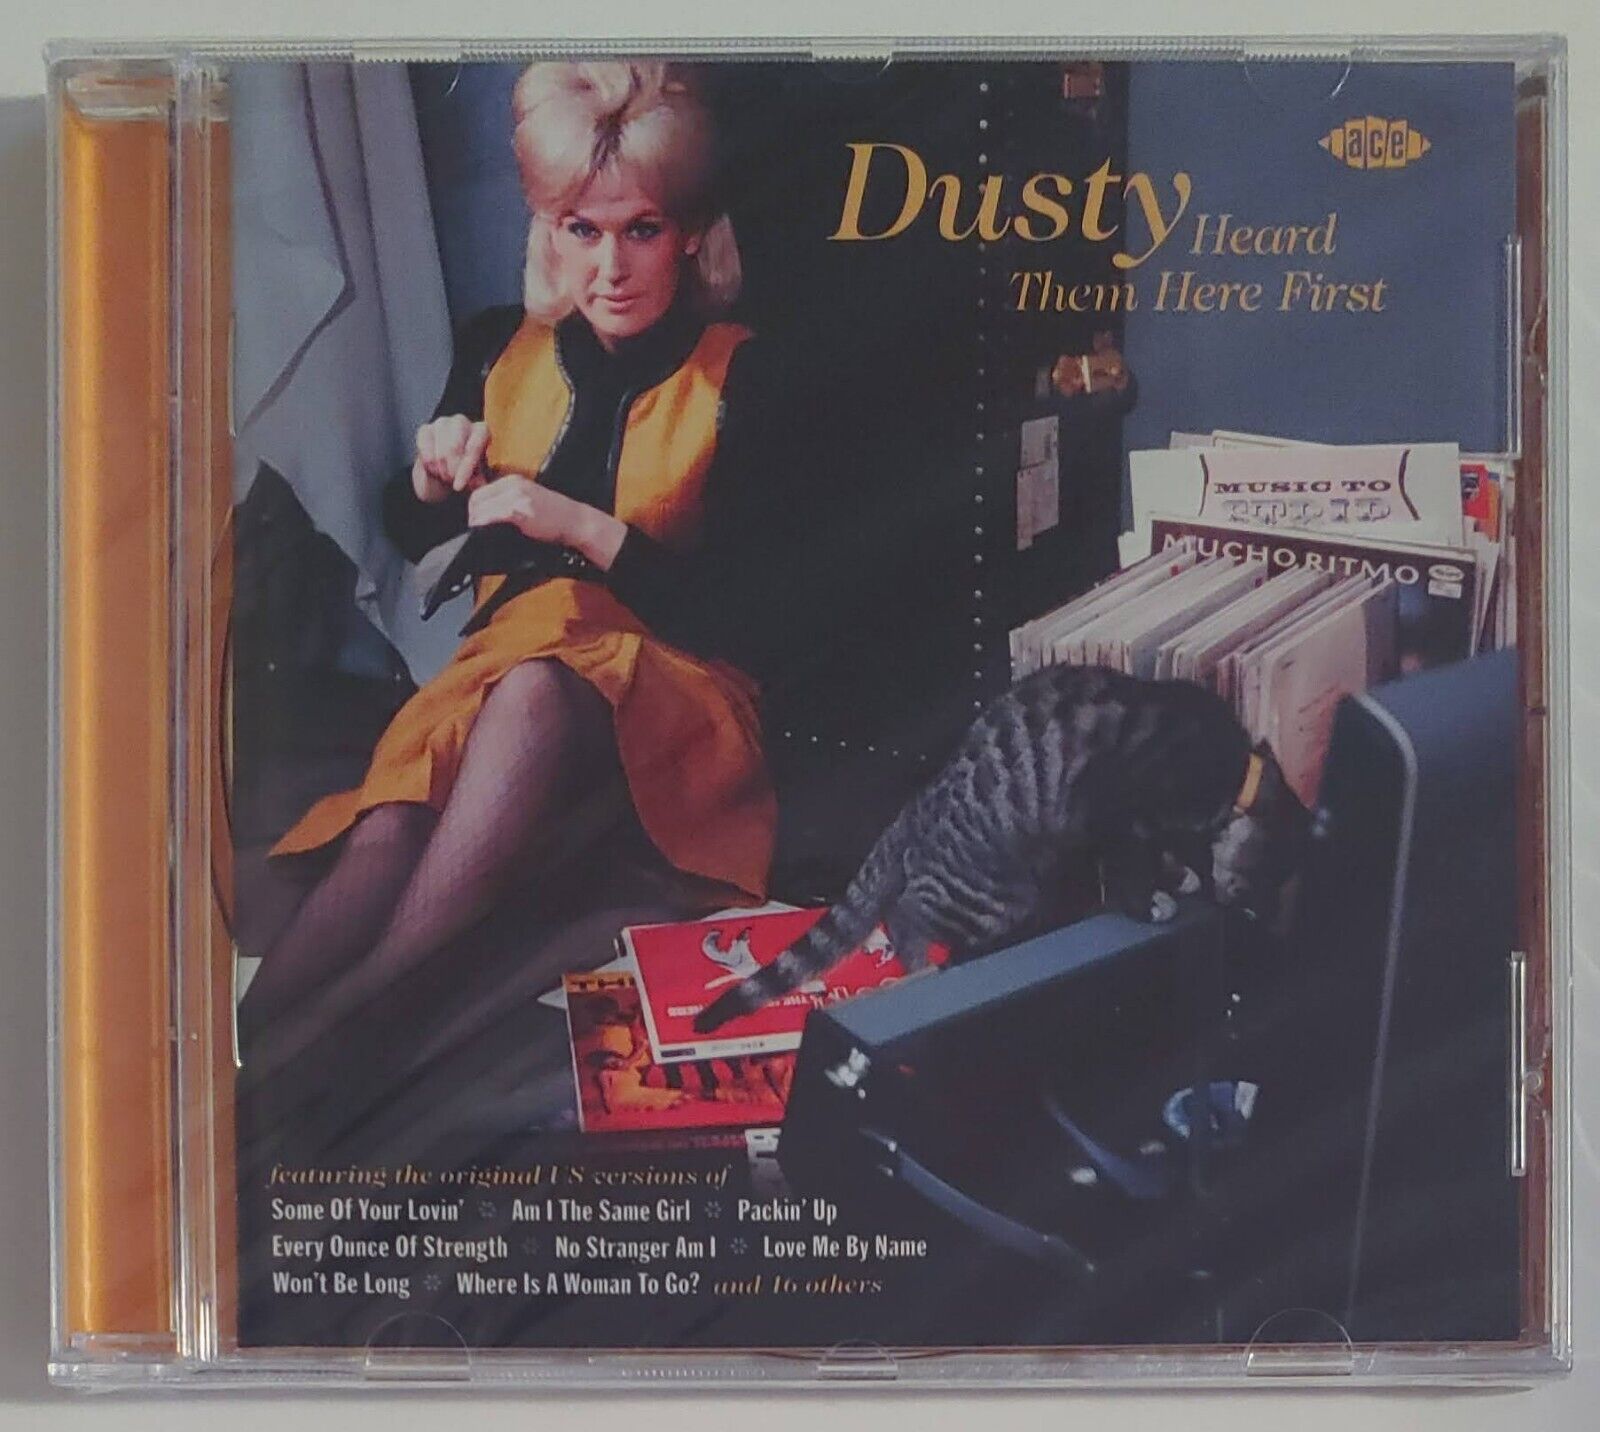 ace
Dusty Heard
Them Here First
MUSIC TO
MUCHO RITMO
featuring the original US versions of
Some Of Your Lovin' * Am I The Same Girl * Packin' Up
Every Ounce Of Strength * No Stranger Am I * Love Me By Name
Won't Be Long * Where Is A Woman To Go? and 16 others